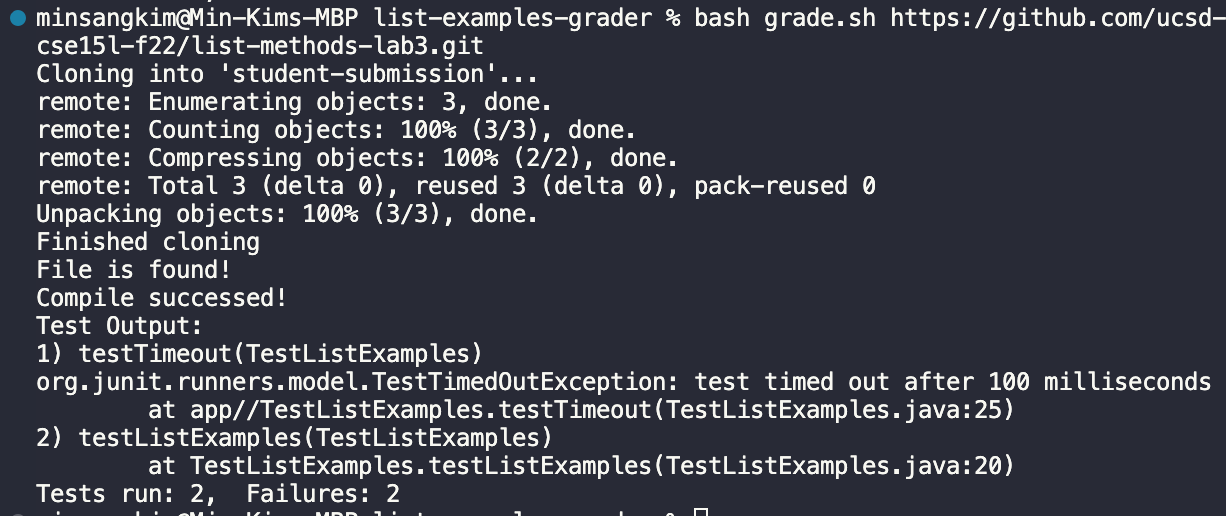 minsangkim@Min-Kims-MBP list-examples-grader % bash grade.sh https://github.com/ucsd-
cse15l-f22/list-methods-lab3.git
Cloning into 'student-submission'...
remote: Enumerating objects: 3, done.
remote: Counting objects: 100% (3/3), done.
remote: Compressing objects: 100% (2/2), done.
remote: Total 3 (delta 0), reused 3 (delta 0), pack-reused 0
Unpacking objects: 100% (3/3), done.
Finished cloning
File is found!
Compile successed!
Test Output:
1) testTimeout(TestListExamples)
org.junit.runners.model.TestTimedOutException: test timed out after 100 milliseconds
        at app//TestListExamples.testTimeout(TestListExamples.java:25)
2) testListExamples(TestListExamples)
        at TestListExamples.testListExamples(TestListExamples.java:20)
Tests run: 2,  Failures: 2